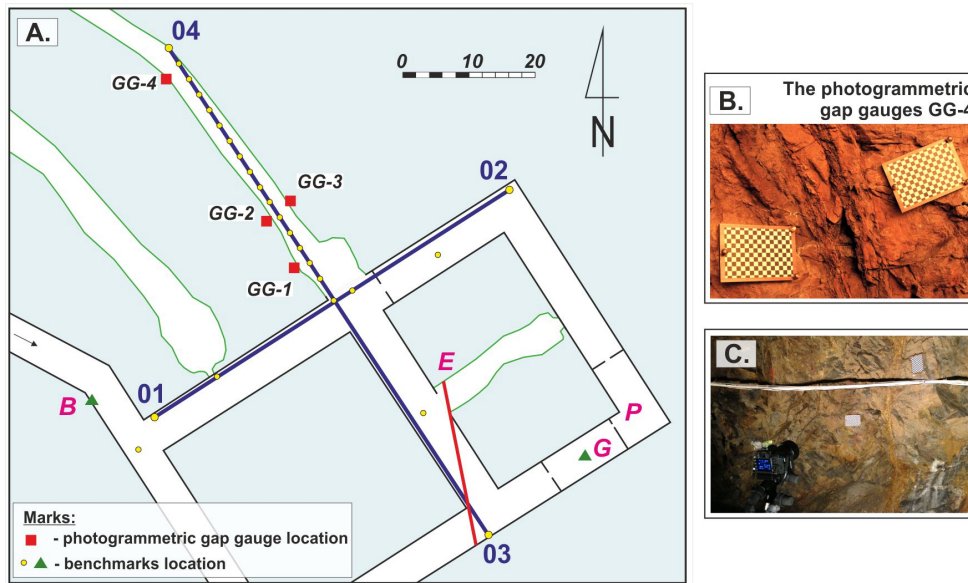 A.
04
GG-4
0 10 20
N
02
GG-3
GG-2
GG-1
E
01
B
P
G
03
Marks:
- photogrammetric gap gauge location
- benchmarks location
B.
The photogrammetric
gap gauges GG-4
C.